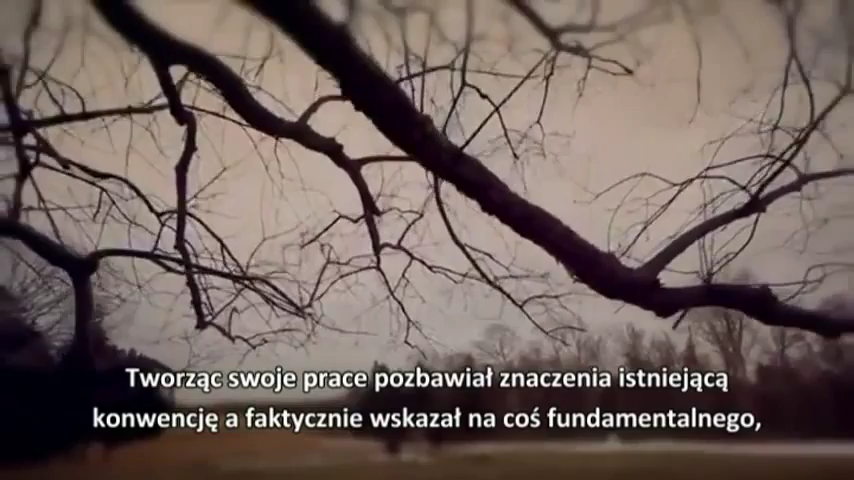 Tworząc swoje prace pozbawiał znaczenia istniejącą
konwencję a faktycznie wskazał na coś fundamentalnego,